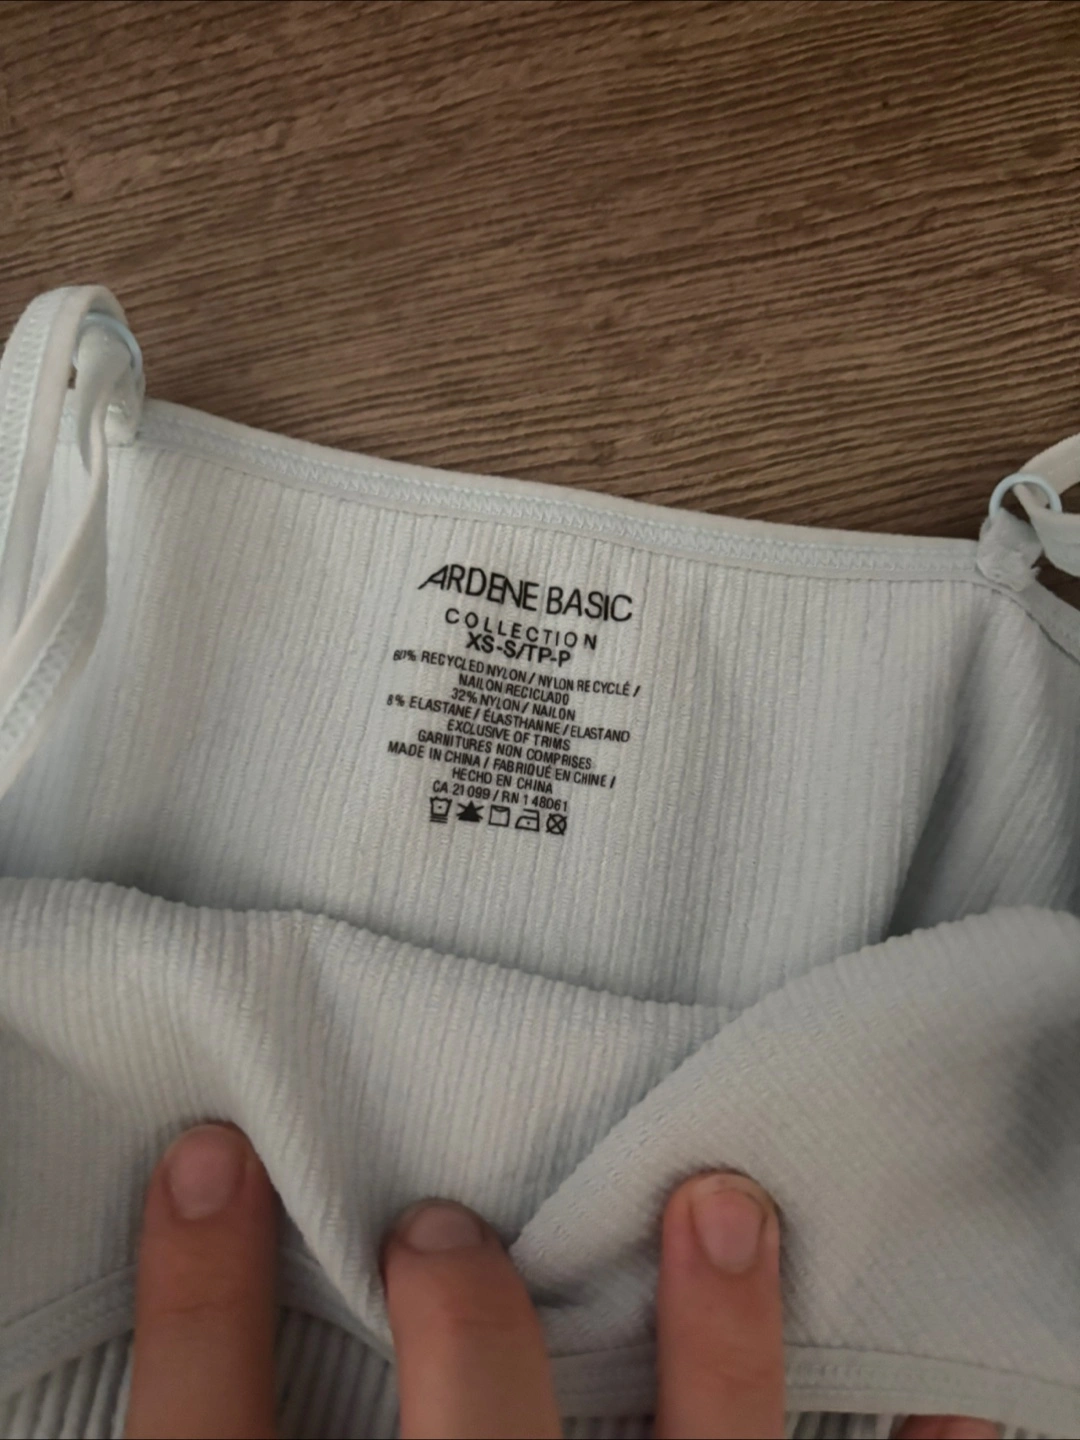 ARDENE BASIC
COLLECTION
XS-S/TP-P
60% RECYCLED NYLON / NYLON RECYCLÉ /
NAILON RECICLADO
32% NYLON / NAILON
8% ELASTANE / ÉLASTHANNE / ELASTAND
EXCLUSIVE OF TRIMS
GARNITURES NON COMPRISES
MADE IN CHINA / FABRIQUÉ EN CHINE /
HECHO EN CHINA
CA 21099 / RN 148061